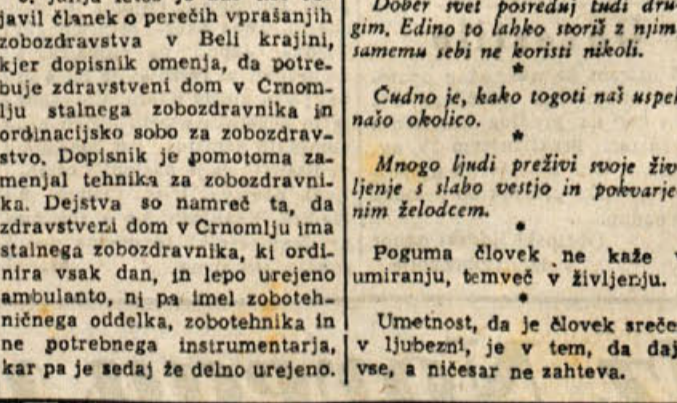 javil članek o perečih vprašanjih
zobozdravstva v Beli krajini,
kjer dopisnik omenja, da potre-
buje zdravstveni dom v Črnom-
lju stalnega zobozdravnika in
ordinacijsko sobo za zobozdrav-
stvo. Dopisnik je pomotoma za-
menjal tehnika za zobozdravni-
ka. Dejstva so namreč ta, da
zdravstveni dom v Črnomlju ima
stalnega zobozdravnika, ki ordi-
nira vsak dan, in lepo urejeno
ambulanto, ni pa imel zoboteh-
ničnega oddelka, zobotehnika in
ne potrebnega instrumentarja,
kar pa je sedaj že delno urejeno.
Dober svet posreduj tudi dru-
gim. Edino to lahko storiš z njim,
samemu sebi ne koristi nikoli.
*
Čudno je, kako togoti naš uspeh
našo okolico.
*
Mnogo ljudi preživi svoje živ
ljenje s slabo vestjo in pokvarje
nim želodcem.
*
Poguma človek ne kaže v
umiranju, temveč v življenju.
*
Umetnost, da je človek sreče
v ljubezni, je v tem, da daj
vse, a ničesar ne zahteva.